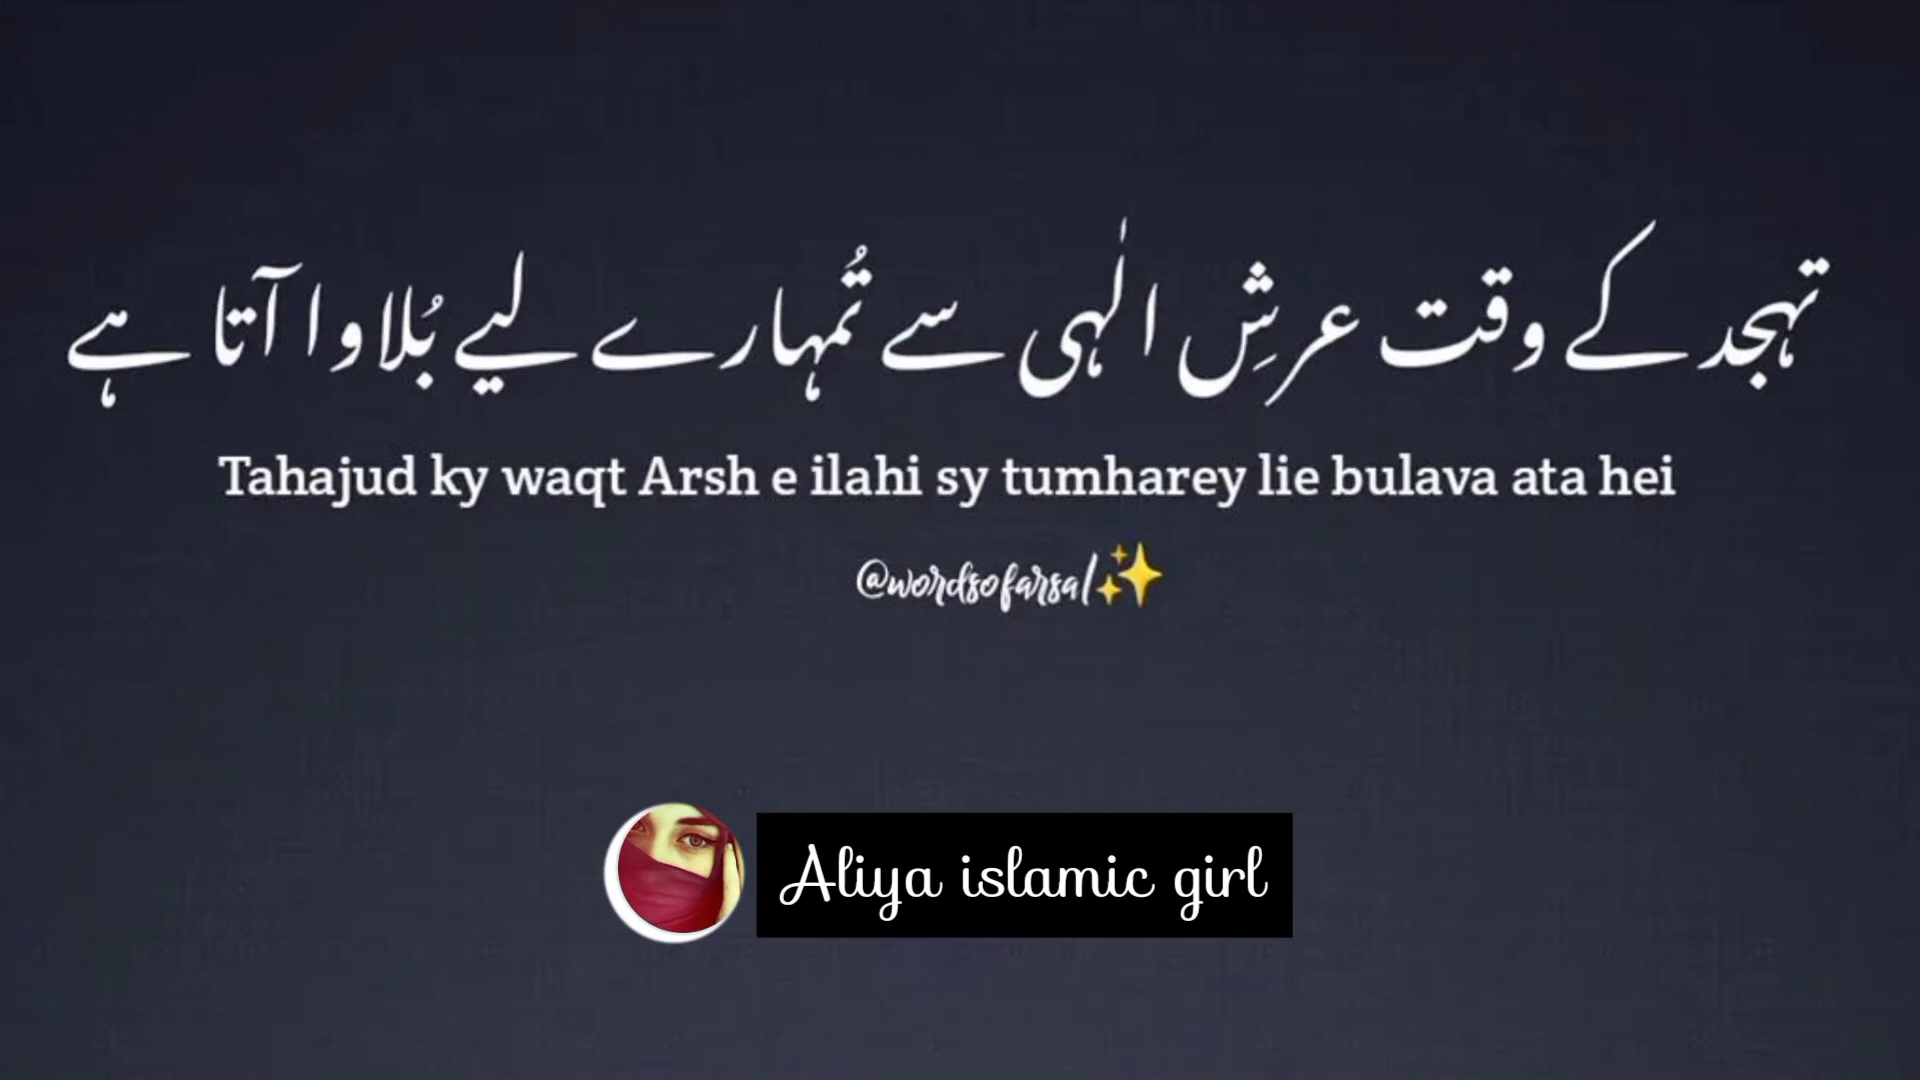 تہجد کے وقت عرشِ الٰہی سے تُمہارے لیے بُلاوا آتا ہے
Tahajud ky waqt Arsh e ilahi sy tumharey lie bulava ata hei
@wordsofarsal✨
Aliya islamic girl